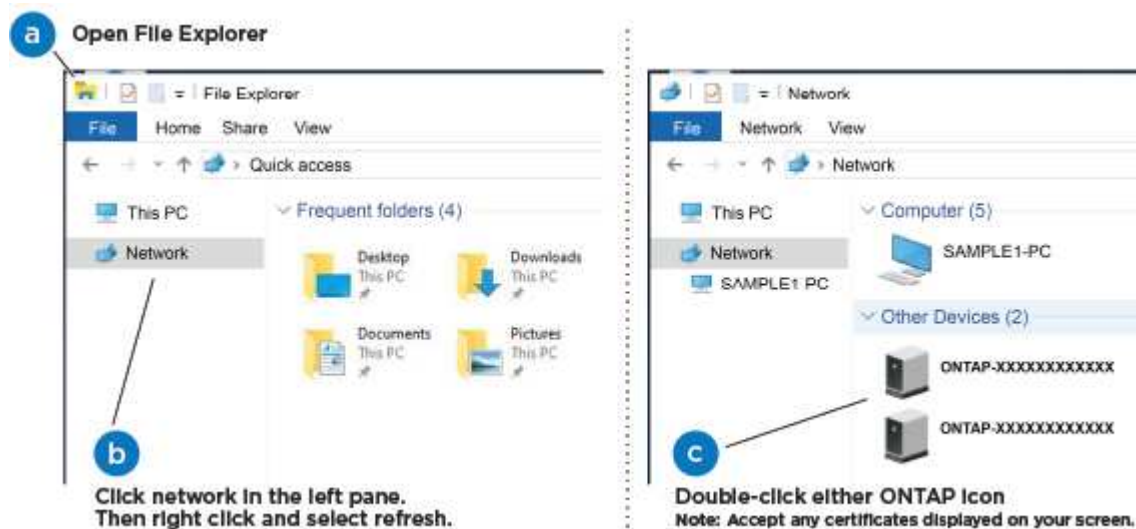 a
Open File Explorer
File Explorer
File Home Share View
Quick access
This PC
Network
Frequent folders (4)
Desktop
This PC
Downloads
This PC
Documents
This PC
Pictures
This PC
b
Click network in the left pane.
Then right click and select refresh.
Network
File Network View
Network
This PC
Network
SAMPLE1 PC
Computer (5)
SAMPLE1-PC
Other Devices (2)
ONTAP-XXXXXXXXXXXX
ONTAP-XXXXXXXXXXXX
c
Double-click either ONTAP icon
Note: Accept any certificates displayed on your screen